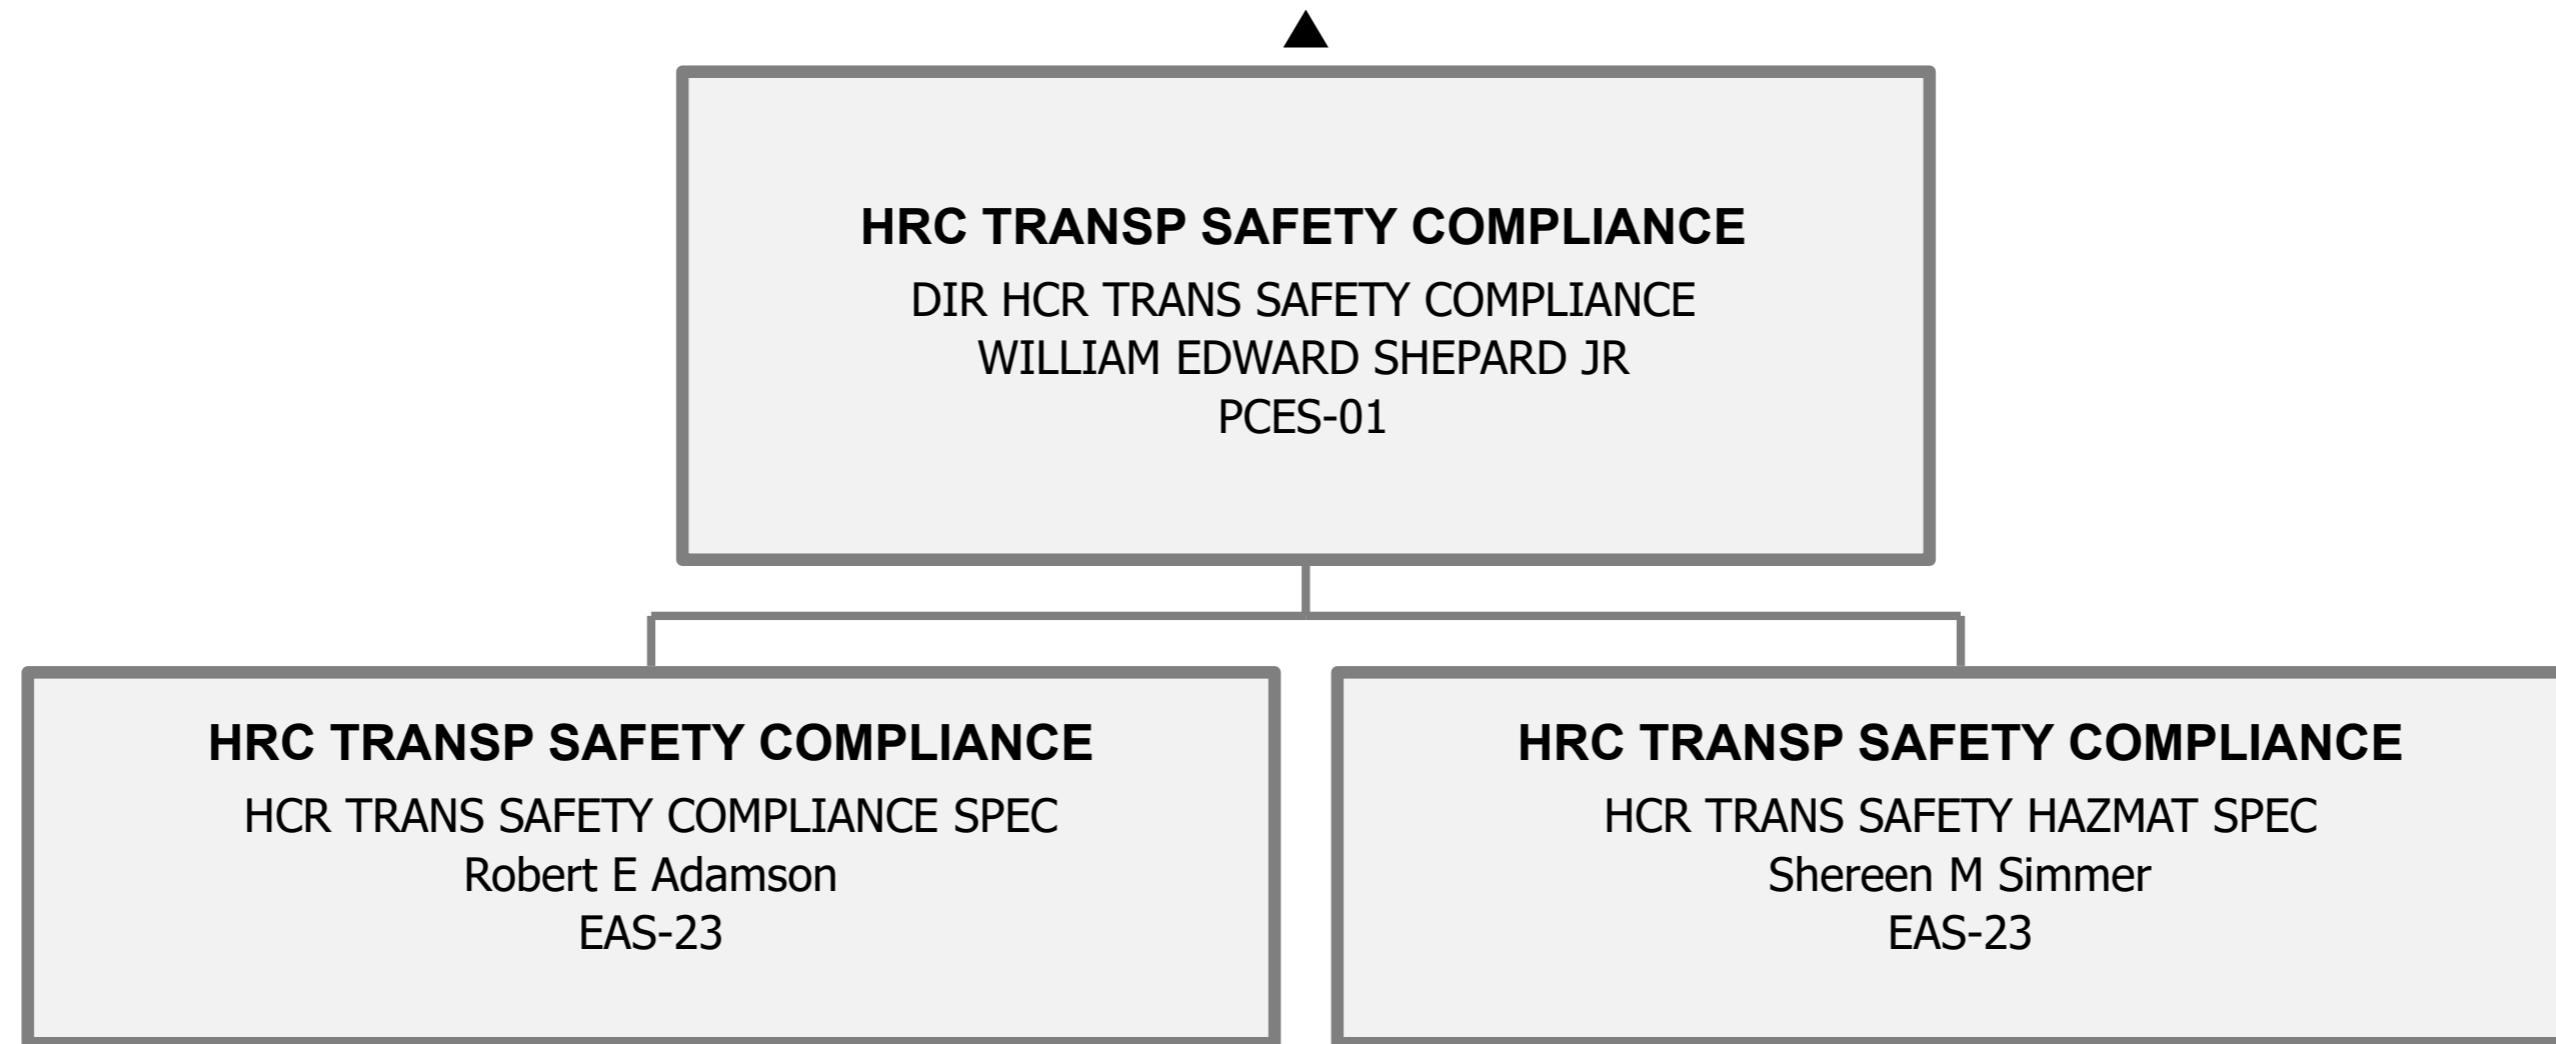 HRC TRANSP SAFETY COMPLIANCE
DIR HCR TRANS SAFETY COMPLIANCE
WILLIAM EDWARD SHEPARD JR
PCES-01
HRC TRANSP SAFETY COMPLIANCE
HCR TRANS SAFETY COMPLIANCE SPEC
Robert E Adamson
EAS-23
HRC TRANSP SAFETY COMPLIANCE
HCR TRANS SAFETY HAZMAT SPEC
Shereen M Simmer
EAS-23